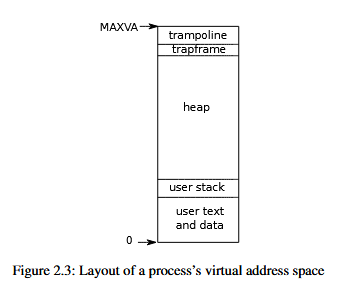 MAXVA
trampoline
trapframe
heap
user stack
user text
and data
0
Figure 2.3: Layout of a process's virtual address space